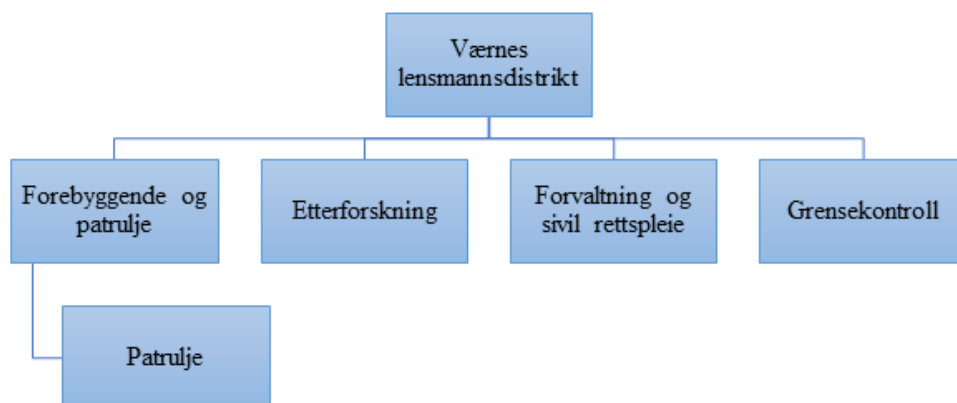 Værnes
lensmannsdistrikt
Forebyggende og
patrulje
Etterforskning
Forvaltning og
sivil rettspleie
Grensekontroll
Patrulje